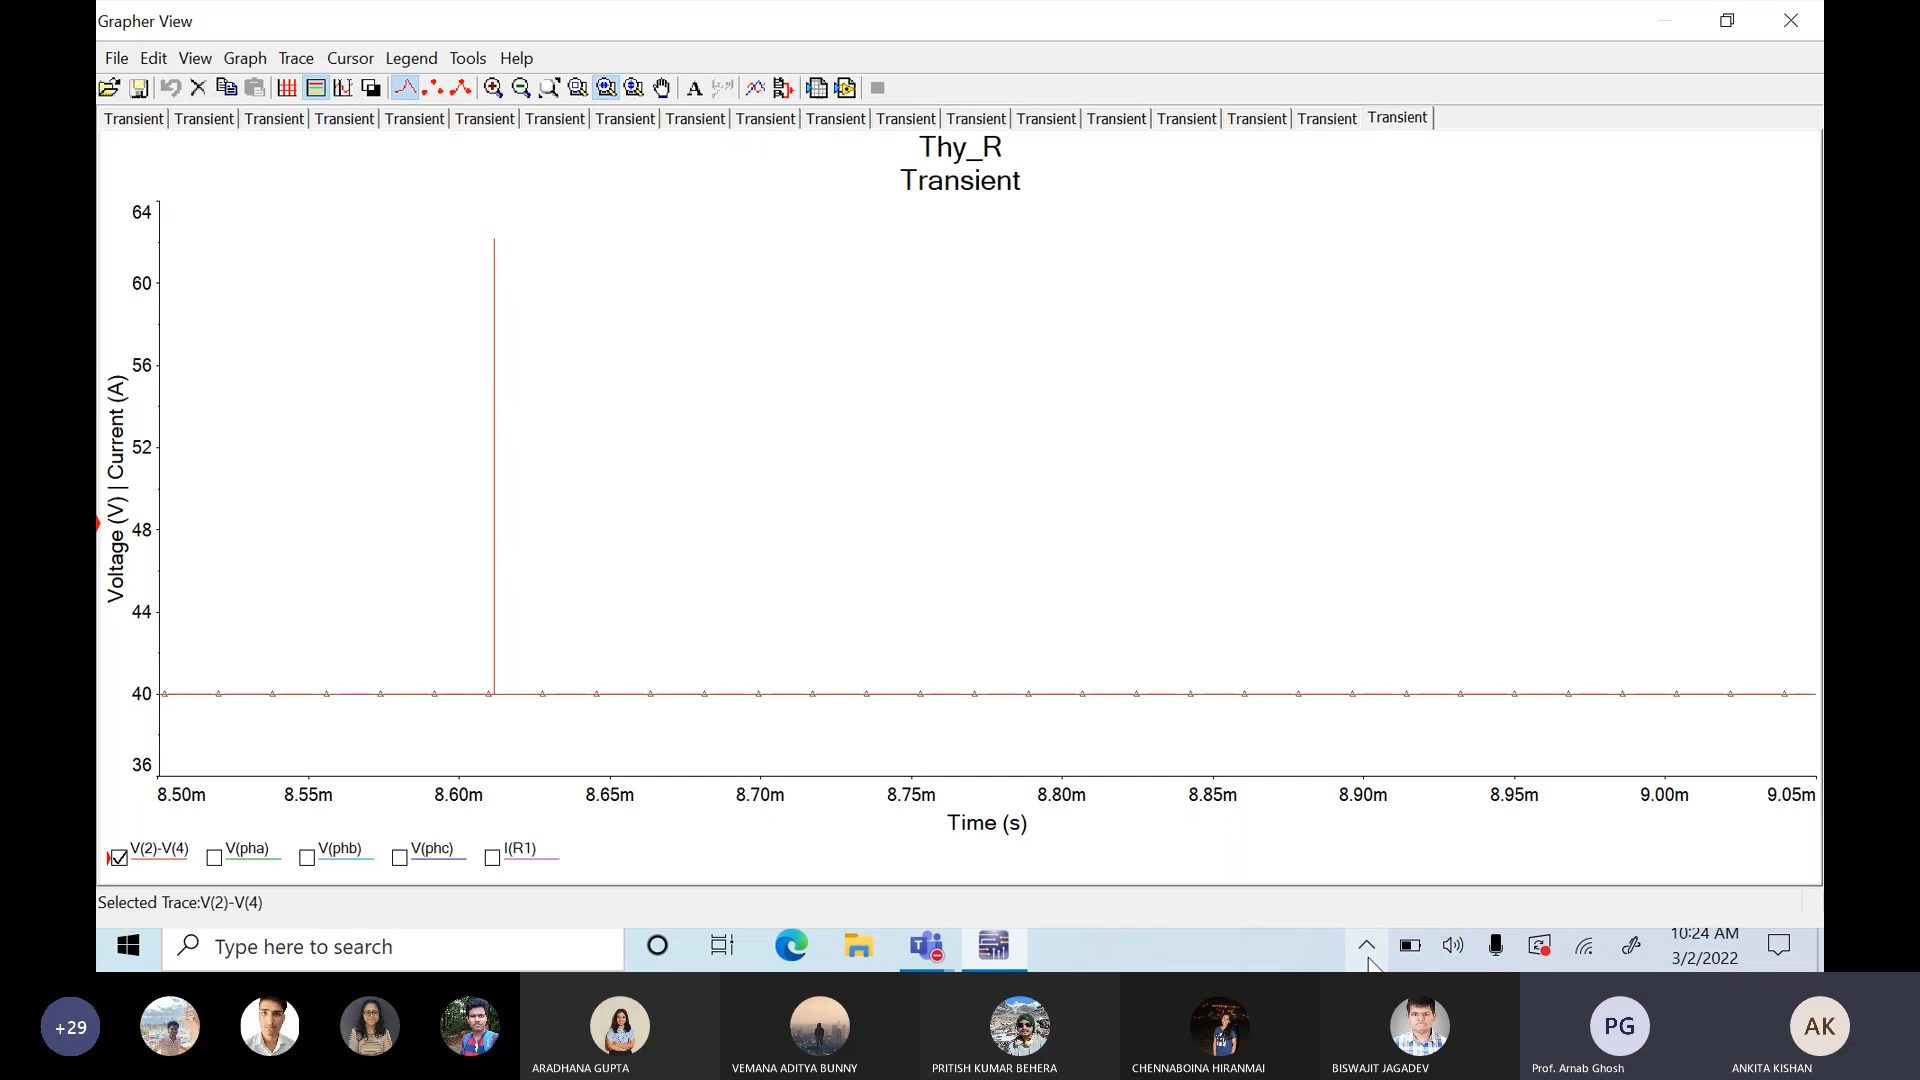 Grapher View
File Edit View Graph Trace Cursor Legend Tools Help
Transient Transient Transient Transient Transient Transient Transient Transient Transient Transient Transient Transient Transient Transient Transient Transient Transient Transient Transient
Thy_R
Transient
Voltage (V) | Current (A)
64
60
56
52
48
44
40
36
8.50m 8.55m 8.60m 8.65m 8.70m 8.75m 8.80m 8.85m 8.90m 8.95m 9.00m 9.05m
Time (s)
V(2)-V(4) V(pha) V(phb) V(phc) I(R1)
Selected Trace:V(2)-V(4)
Type here to search
10:24 AM
3/2/2022
+29
PG
AK
ARADHANA GUPTA
VEMANA ADITYA BUNNY
PRITISH KUMAR BEHERA
CHENNABOINA HIRANMAI
BISWAJIT JAGADEV
Prof. Arnab Ghosh
ANKITA KISHAN